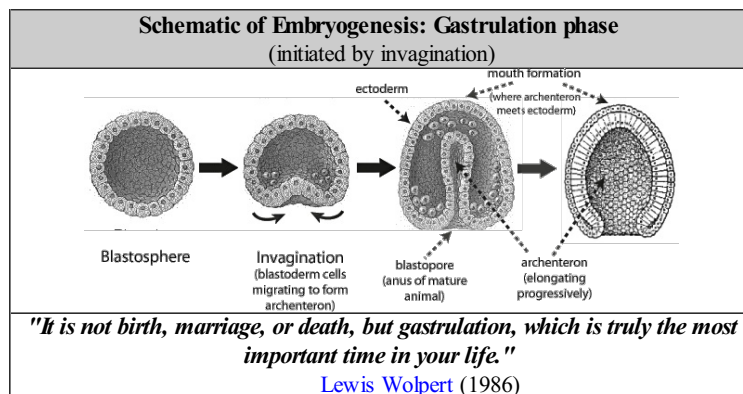 Schematic of Embryogenesis: Gastrulation phase
(initiated by invagination)
mouth formation
(where archenteron
meets ectoderm)
ectoderm
Blastosphere
Invagination
(blastoderm cells
migrating to form
archenteron)
blastopore
(anus of mature
animal)
archenteron
(elongating
progressively)
"It is not birth, marriage, or death, but gastrulation, which is truly the most
important time in your life."
Lewis Wolpert (1986)